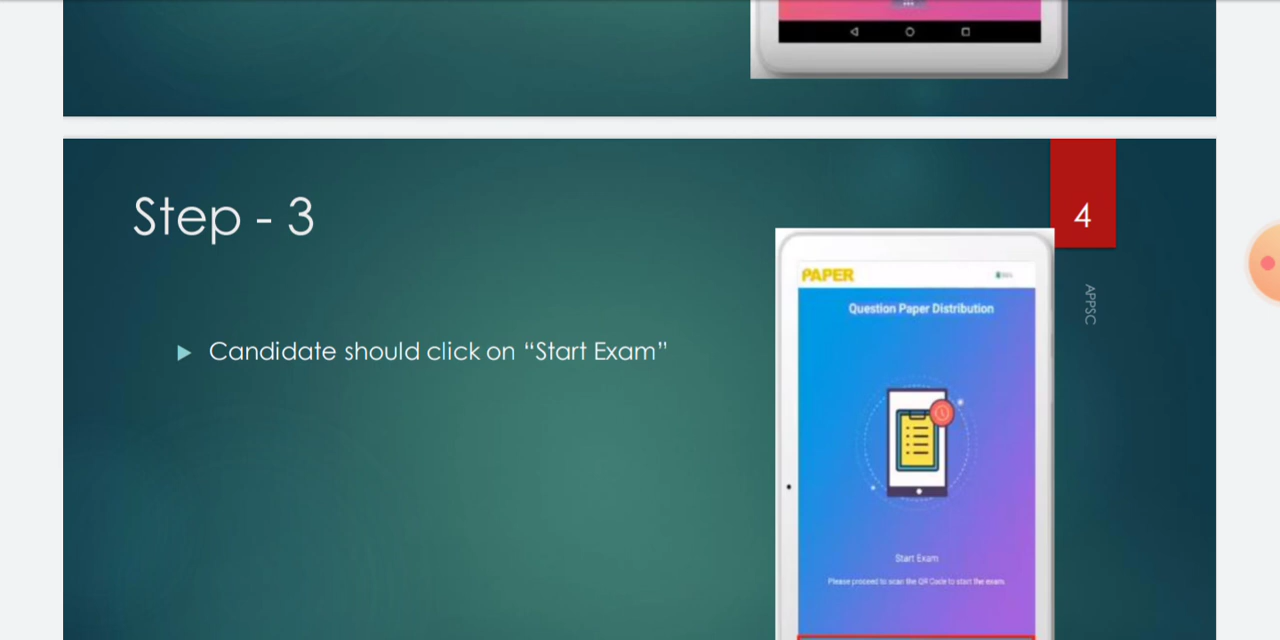 Step - 3
4
APPSC
Candidate should click on “Start Exam”
PAPER
Question Paper Distribution
Start Exam
Please proceed to scan the QR Code to start the exam